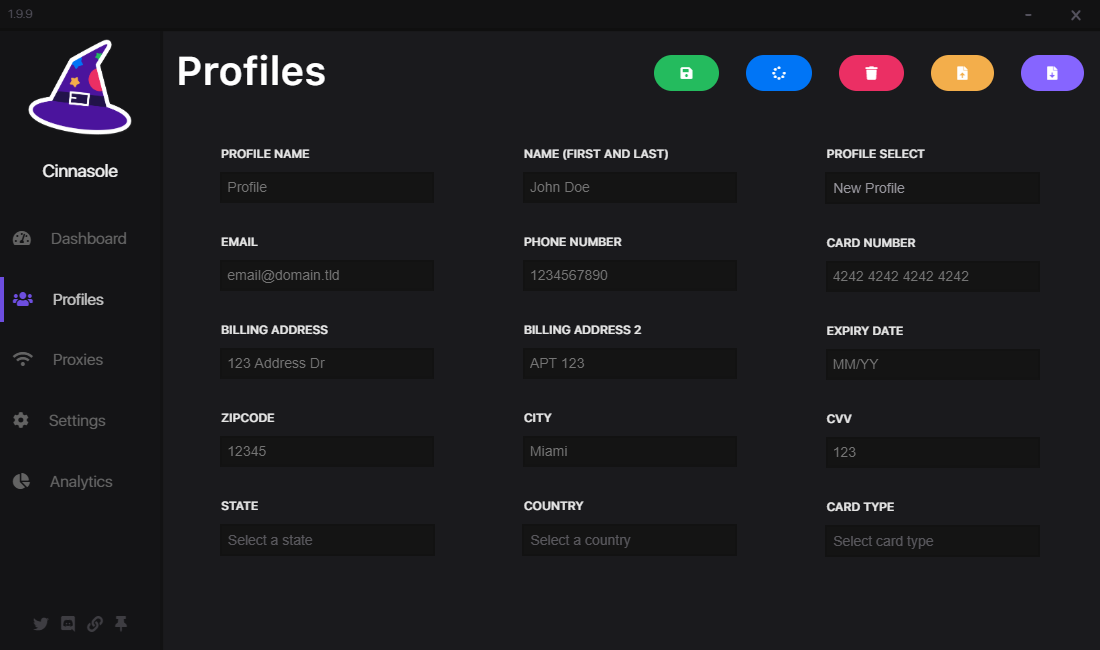 1.9.9
Cinnasole
Dashboard
Profiles
Proxies
Settings
Analytics
Profiles
PROFILE NAME
Profile
NAME (FIRST AND LAST)
John Doe
PROFILE SELECT
New Profile
EMAIL
email@domain.tld
PHONE NUMBER
1234567890
CARD NUMBER
4242 4242 4242 4242
BILLING ADDRESS
123 Address Dr
BILLING ADDRESS 2
APT 123
EXPIRY DATE
MM/YY
ZIPCODE
12345
CITY
Miami
CVV
123
STATE
Select a state
COUNTRY
Select a country
CARD TYPE
Select card type